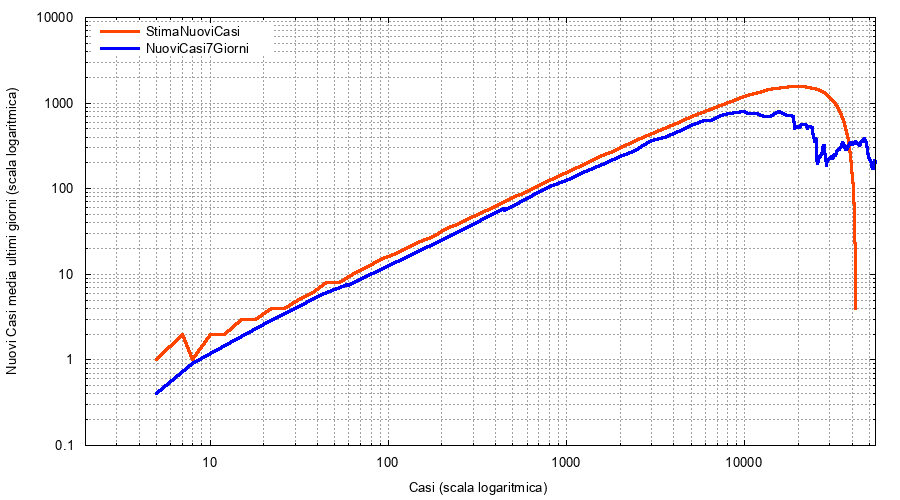 10000
1000
100
10
1
0.1
StimaNuoviCasi
NuoviCasi7Giorni
Nuovi Casi media ultimi giorni (scala logaritmica)
10
100
1000
10000
Casi (scala logaritmica)